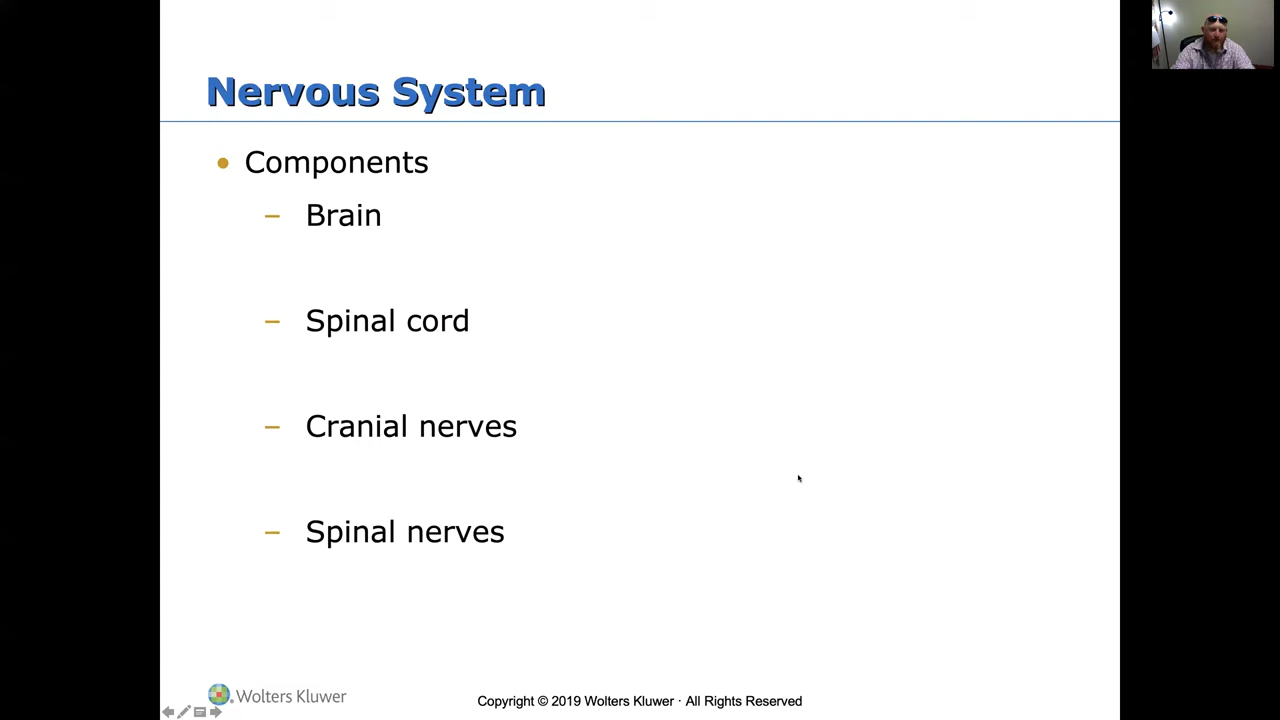 Nervous System
• Components
– Brain
– Spinal cord
– Cranial nerves
– Spinal nerves
Wolters Kluwer
Copyright © 2019 Wolters Kluwer · All Rights Reserved